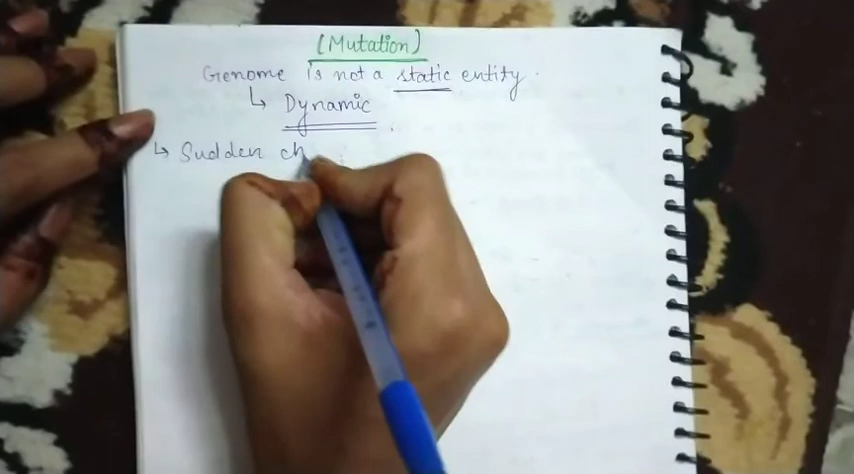 (Mutation)
Genome is not a static entity.
↳ Dynamic.
↳ Sudden ch